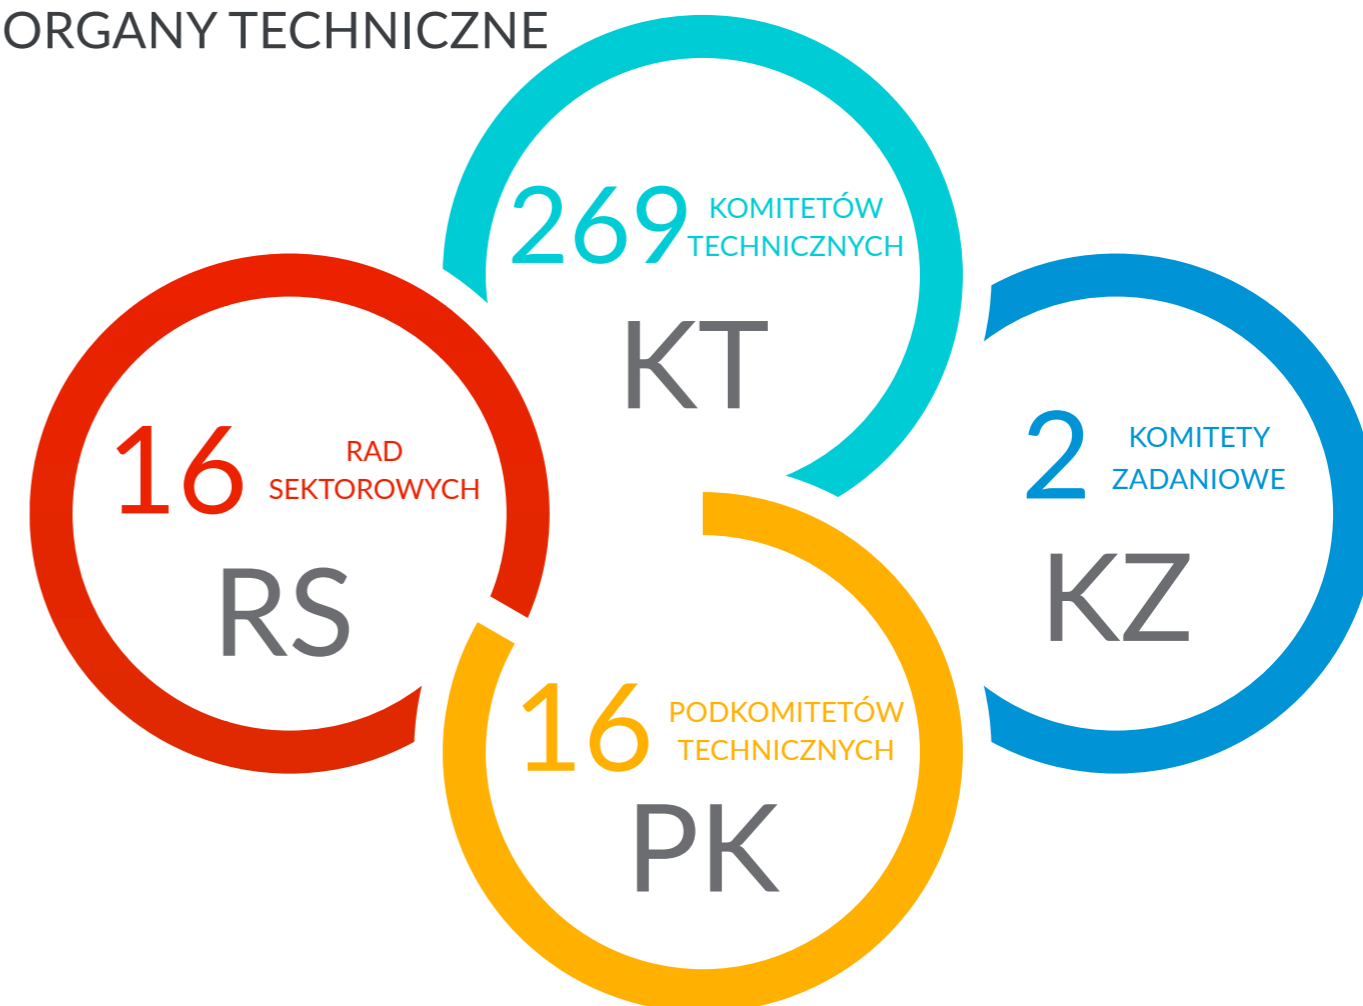 ORGANY TECHNICZNE
269 KOMITETÓW
TECHNICZNYCH
KT
16 RAD
SEKTOROWYCH
RS
2 KOMITETY
ZADANIOWE
KZ
16 PODKOMITETÓW
TECHNICZNYCH
PK